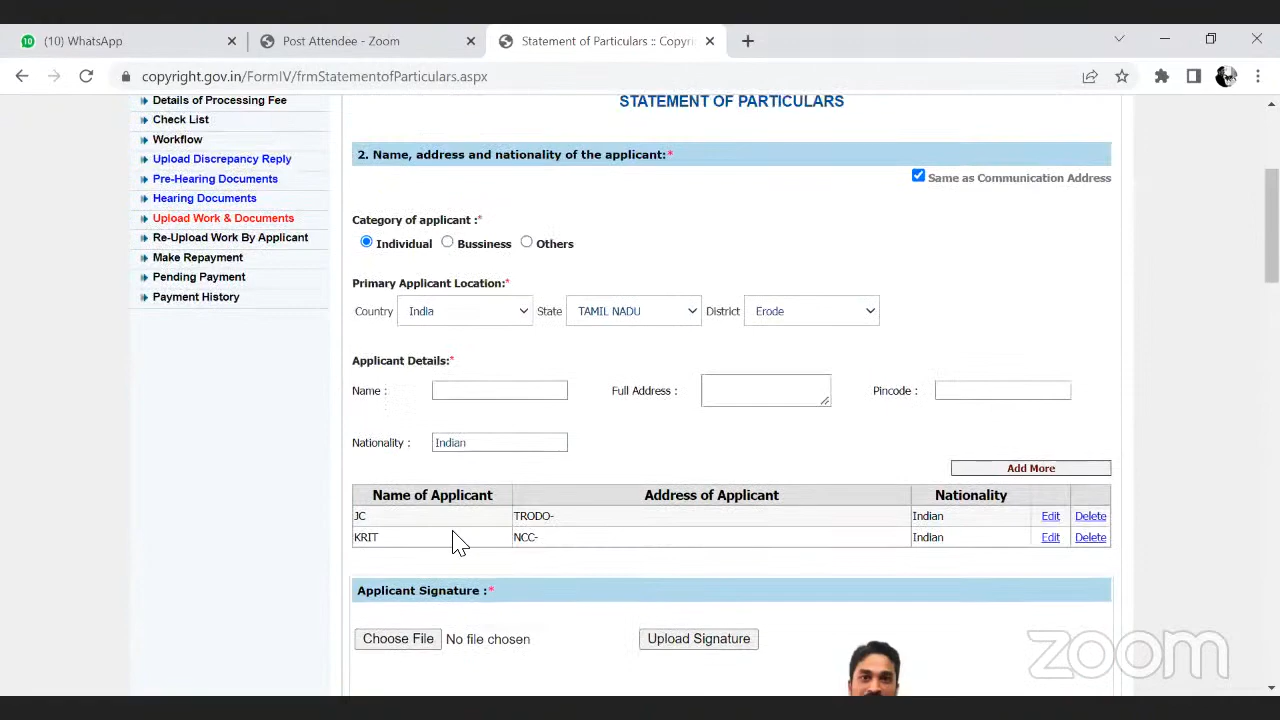 (10) WhatsApp
Post Attendee - Zoom
Statement of Particulars :: Copyri
copyright.gov.in/FormIV/frmStatementofParticulars.aspx
Details of Processing Fee
Check List
Workflow
Upload Discrepancy Reply
Pre-Hearing Documents
Hearing Documents
Upload Work & Documents
Re-Upload Work By Applicant
Make Repayment
Pending Payment
Payment History
STATEMENT OF PARTICULARS
2. Name, address and nationality of the applicant:*
Same as Communication Address
Category of applicant :*
Individual Bussiness Others
Primary Applicant Location:*
Country India State TAMIL NADU District Erode
Applicant Details:*
Name : Full Address : Pincode :
Nationality : Indian
Add More
Name of Applicant Address of Applicant Nationality
JC TRODO- Indian Edit Delete
KRIT NCC- Indian Edit Delete
Applicant Signature :*
Choose File No file chosen Upload Signature
zoom